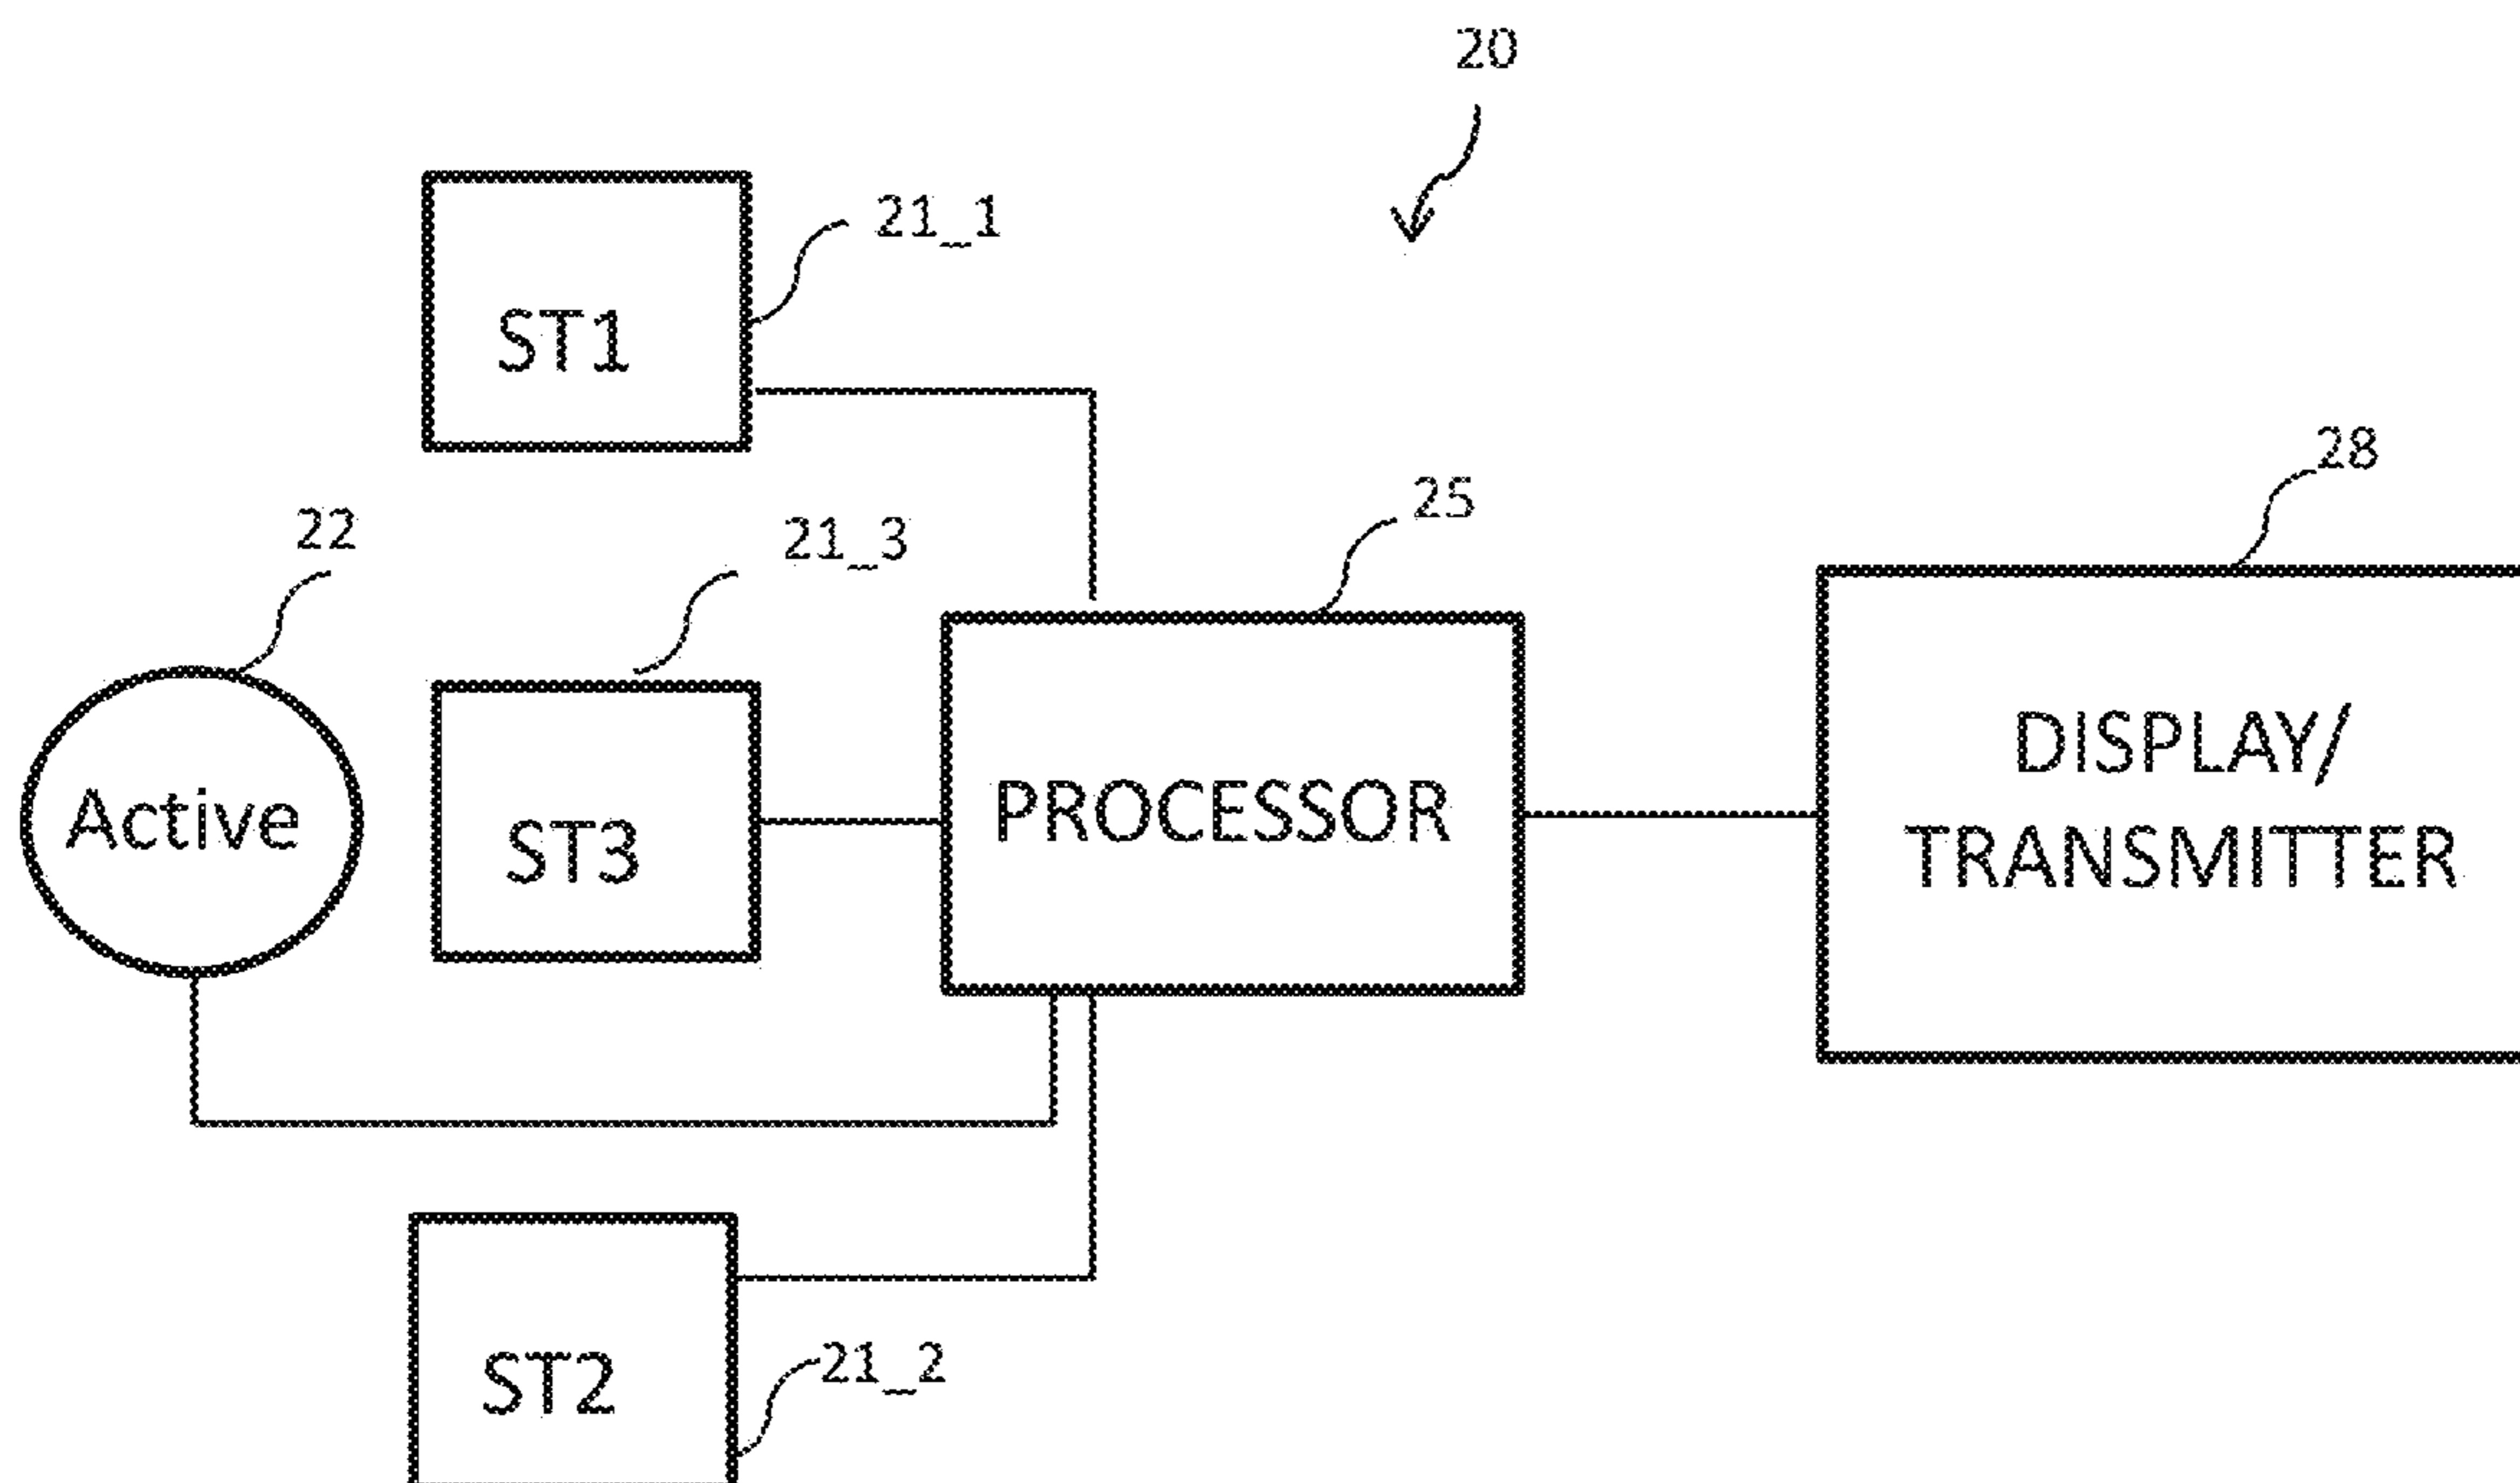 20
21_1
ST1
28
25
22
21_3
DISPLAY/
TRANSMITTER
PROCESSOR
Active
ST3
21_2
ST2